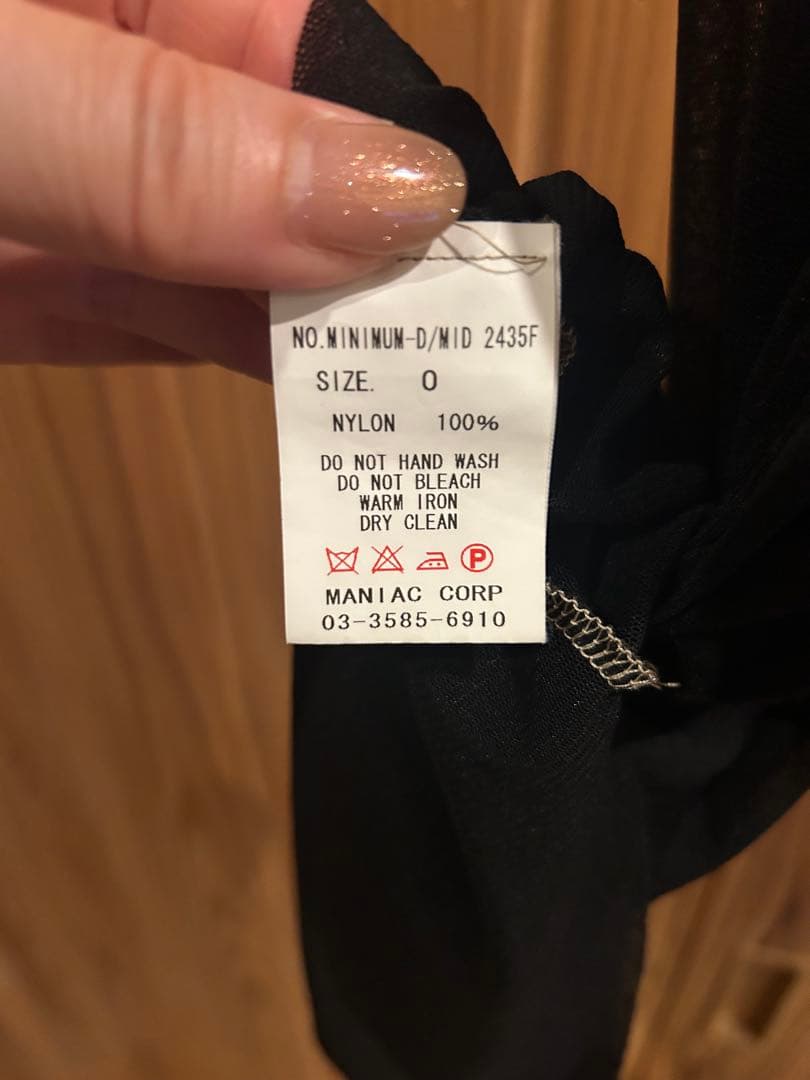 NO.MINIMUM-D/MID 2435F
SIZE. 0
NYLON 100%
DO NOT HAND WASH
DO NOT BLEACH
WARM IRON
DRY CLEAN
P
MANIAC CORP
03-3585-6910